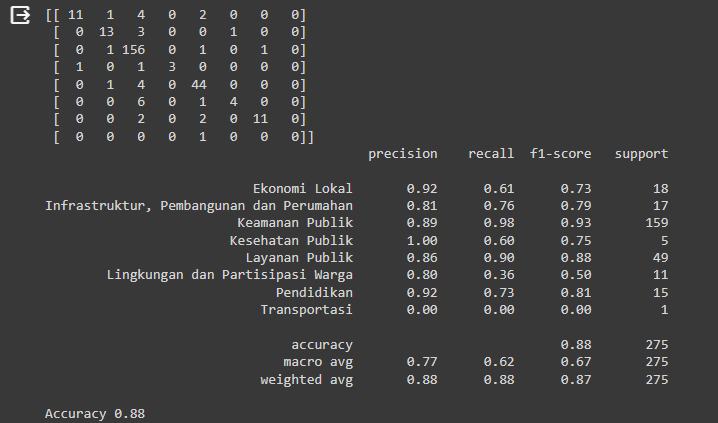 [[ 11 1 4 0 2 0 0 0]
[ 0 13 3 0 0 1 0 0]
[ 0 1 156 0 1 0 1 0]
[ 1 0 1 3 0 0 0 0]
[ 0 1 4 0 44 0 0 0]
[ 0 0 6 0 1 4 0 0]
[ 0 0 2 0 2 0 11 0]
[ 0 0 0 0 1 0 0 0]]
precision recall f1-score support
Ekonomi Lokal 0.92 0.61 0.73 18
Infrastruktur, Pembangunan dan Perumahan 0.81 0.76 0.79 17
Keamanan Publik 0.89 0.98 0.93 159
Kesehatan Publik 1.00 0.60 0.75 5
Layanan Publik 0.86 0.90 0.88 49
Lingkungan dan Partisipasi Warga 0.80 0.36 0.50 11
Pendidikan 0.92 0.73 0.81 15
Transportasi 0.00 0.00 0.00 1
accuracy 0.88 275
macro avg 0.77 0.62 0.67 275
weighted avg 0.88 0.88 0.87 275
Accuracy 0.88